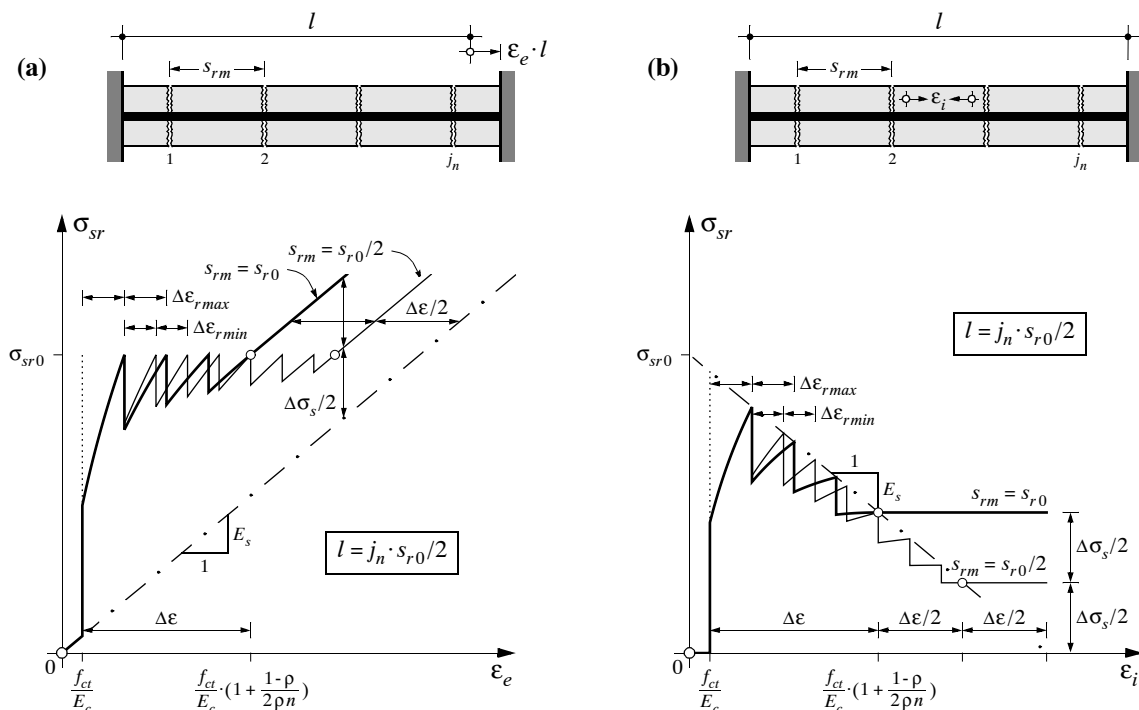 l
ε_e · l
(a)
s_rm
1
2
j_n
l
(b)
s_rm
ε_i
1
2
j_n
σ_sr
s_rm = s_r0
s_rm = s_r0/2
Δε_rmax
Δε_rmin
Δε/2
σ_sr0
Δσ_s/2
E_s
1
l = j_n · s_r0/2
Δε
0
f_ct/E_c
f_ct/E_c · (1 + (1-ρ)/(2ρn))
ε_e
σ_sr
l = j_n · s_r0/2
σ_sr0
Δε_rmax
Δε_rmin
1
E_s
s_rm = s_r0
s_rm = s_r0/2
Δσ_s/2
Δσ_s/2
Δε
Δε/2
Δε/2
0
f_ct/E_c
f_ct/E_c · (1 + (1-ρ)/(2ρn))
ε_i